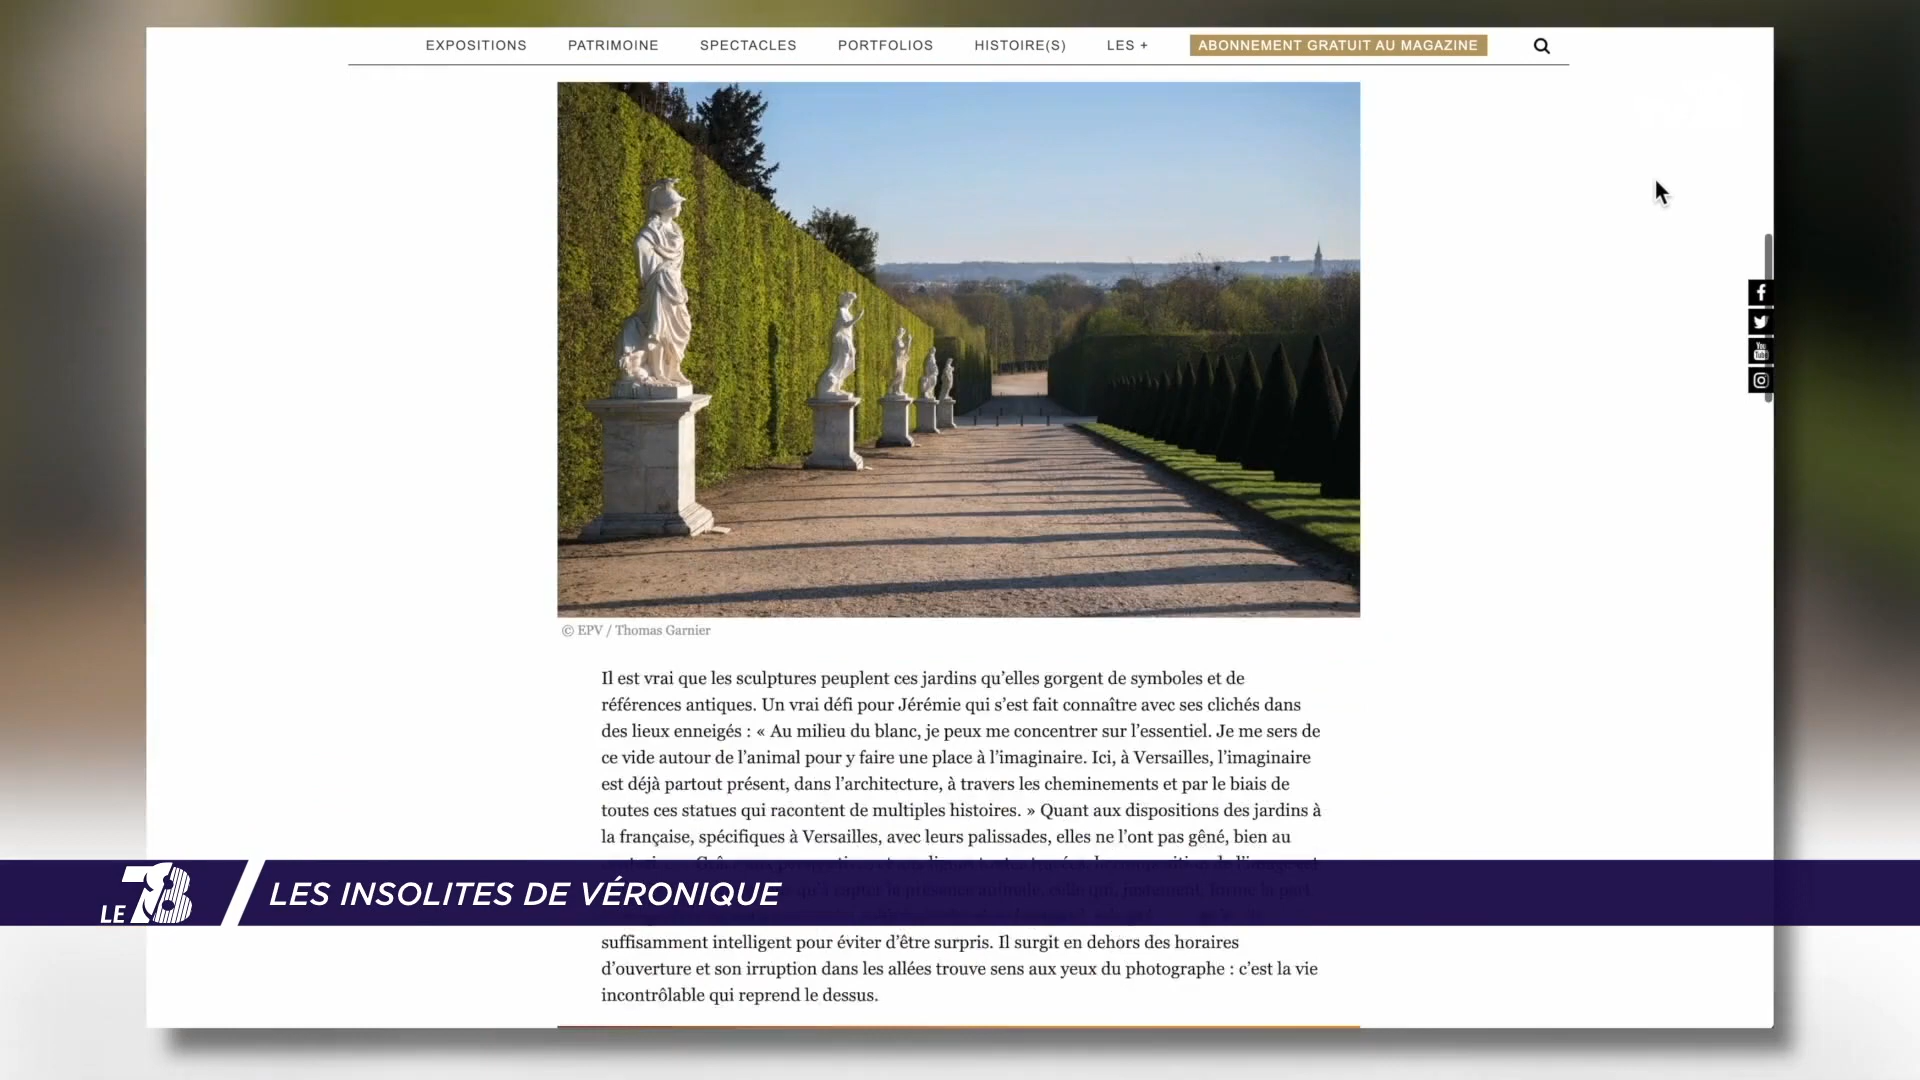 EXPOSITIONS PATRIMOINE SPECTACLES PORTFOLIOS HISTOIRE(S) LES + ABONNEMENT GRATUIT AU MAGAZINE
You Tube
© EPV / Thomas Garnier
Il est vrai que les sculptures peuplent ces jardins qu’elles gorgent de symboles et de
références antiques. Un vrai défi pour Jérémie qui s’est fait connaître avec ses clichés dans
des lieux enneigés : « Au milieu du blanc, je peux me concentrer sur l’essentiel. Je me sers de
ce vide autour de l’animal pour y faire une place à l’imaginaire. Ici, à Versailles, l’imaginaire
est déjà partout présent, dans l’architecture, à travers les cheminements et par le biais de
toutes ces statues qui racontent de multiples histoires. » Quant aux dispositions des jardins à
la française, spécifiques à Versailles, avec leurs palissades, elles ne l’ont pas gêné, bien au
LE 78 LES INSOLITES DE VÉRONIQUE
suffisamment intelligent pour éviter d’être surpris. Il surgit en dehors des horaires
d’ouverture et son irruption dans les allées trouve sens aux yeux du photographe : c’est la vie
incontrôlable qui reprend le dessus.